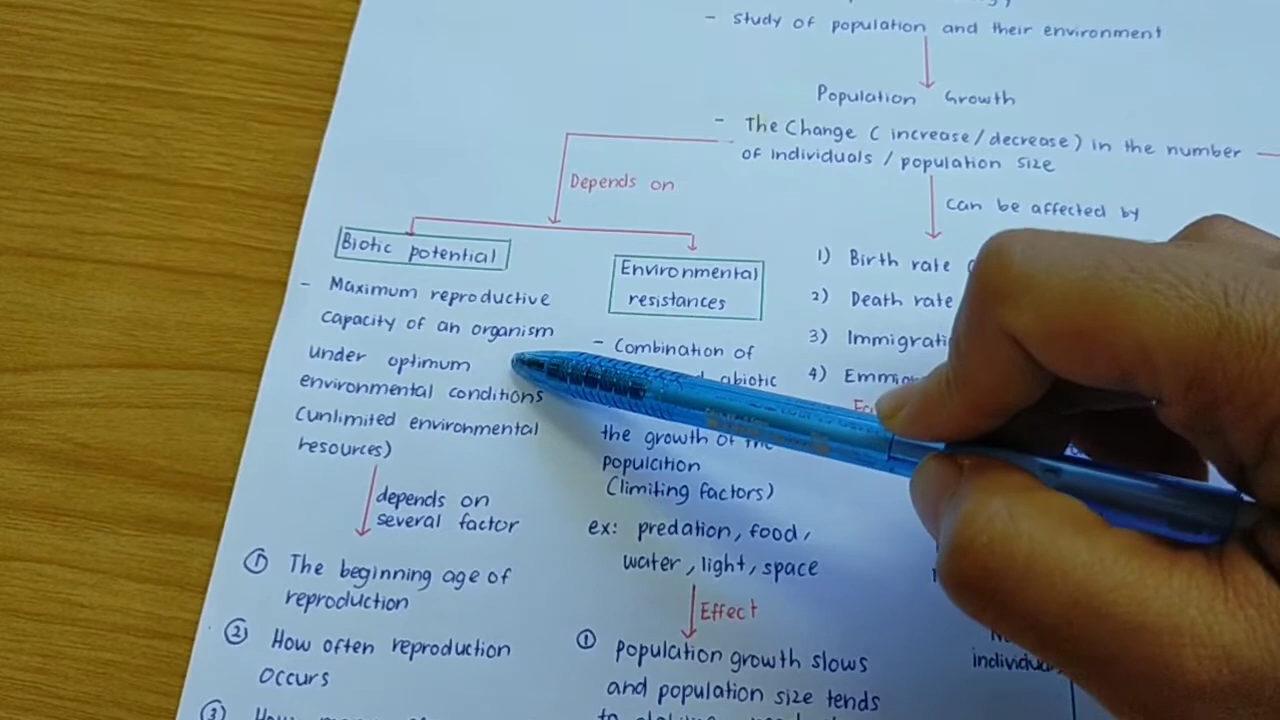 - Study of population and their environment
Population Growth
- The Change ( increase / decrease ) in the number
of individuals / population size
Depends on
can be affected by
Biotic potential
- Maximum reproductive
capacity of an organism
under optimum
environmental conditions
(unlimited environmental
resources)
depends on
several factor
① The beginning age of
reproduction
② How often reproduction
occurs
③
Environmental
resistances
- Combination of
abiotic
the growth of the
population
(limiting factors)
ex: predation, food,
water, light, space
Effect
① population growth slows
and population size tends
to
1) Birth rate
2) Death rate
3)
4)